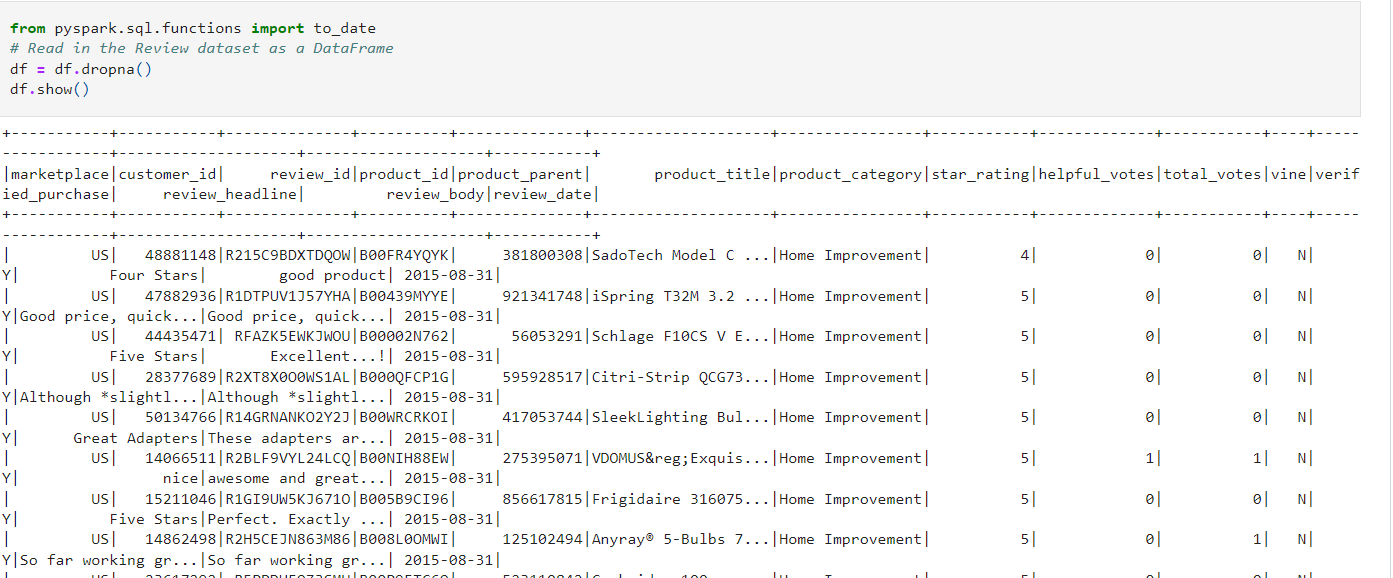 from pyspark.sql.functions import to_date
# Read in the Review dataset as a DataFrame
df = df.dropna()
df.show()
+-----------+-----------+--------------+----------+--------------+--------------------+----------------+-----------+-------------+-----------+----+-----
------------+--------------------+--------------------+-----------+
|marketplace|customer_id|     review_id|product_id|product_parent|       product_title|product_category|star_rating|helpful_votes|total_votes|vine|verif
ied_purchase|     review_headline|         review_body|review_date|
+-----------+-----------+--------------+----------+--------------+--------------------+----------------+-----------+-------------+-----------+----+-----
------------+--------------------+--------------------+-----------+
|         US|   48881148|R215C9BDXTDQOW|B00FR4YQYK|     381800308|SadoTech Model C ...|Home Improvement|          4|            0|          0|   N|
Y|          Four Stars|        good product| 2015-08-31|
|         US|   47882936|R1DTPUV1J57YHA|B00439MYYE|     921341748|iSpring T32M 3.2 ...|Home Improvement|          5|            0|          0|   N|
Y|Good price, quick...|Good price, quick...| 2015-08-31|
|         US|   44435471| RFAZK5EWKJWOU|B00002N762|      56053291|Schlage F10CS V E...|Home Improvement|          5|            0|          0|   N|
Y|          Five Stars|       Excellent...!| 2015-08-31|
|         US|   28377689|R2XT8X0O0WS1AL|B000QFCP1G|     595928517|Citri-Strip QCG73...|Home Improvement|          5|            0|          0|   N|
Y|Although *slightl...|Although *slightl...| 2015-08-31|
|         US|   50134766|R14GRNANKO2Y2J|B00WRCRKOI|     417053744|SleekLighting Bul...|Home Improvement|          5|            0|          0|   N|
Y|      Great Adapters|These adapters ar...| 2015-08-31|
|         US|   14066511|R2BLF9VYL24LCQ|B00NIH88EW|     275395071|VDOMUS&reg;Exquis...|Home Improvement|          5|            1|          1|   N|
Y|                nice|awesome and great...| 2015-08-31|
|         US|   15211046|R1GI9UW5KJ671O|B005B9CI96|     856617815|Frigidaire 316075...|Home Improvement|          5|            0|          0|   N|
Y|          Five Stars|Perfect. Exactly ...| 2015-08-31|
|         US|   14862498|R2H5CEJN863M86|B008L0OMWI|     125102494|Anyray® 5-Bulbs 7...|Home Improvement|          5|            0|          1|   N|
Y|So far working gr...|So far working gr...| 2015-08-31|